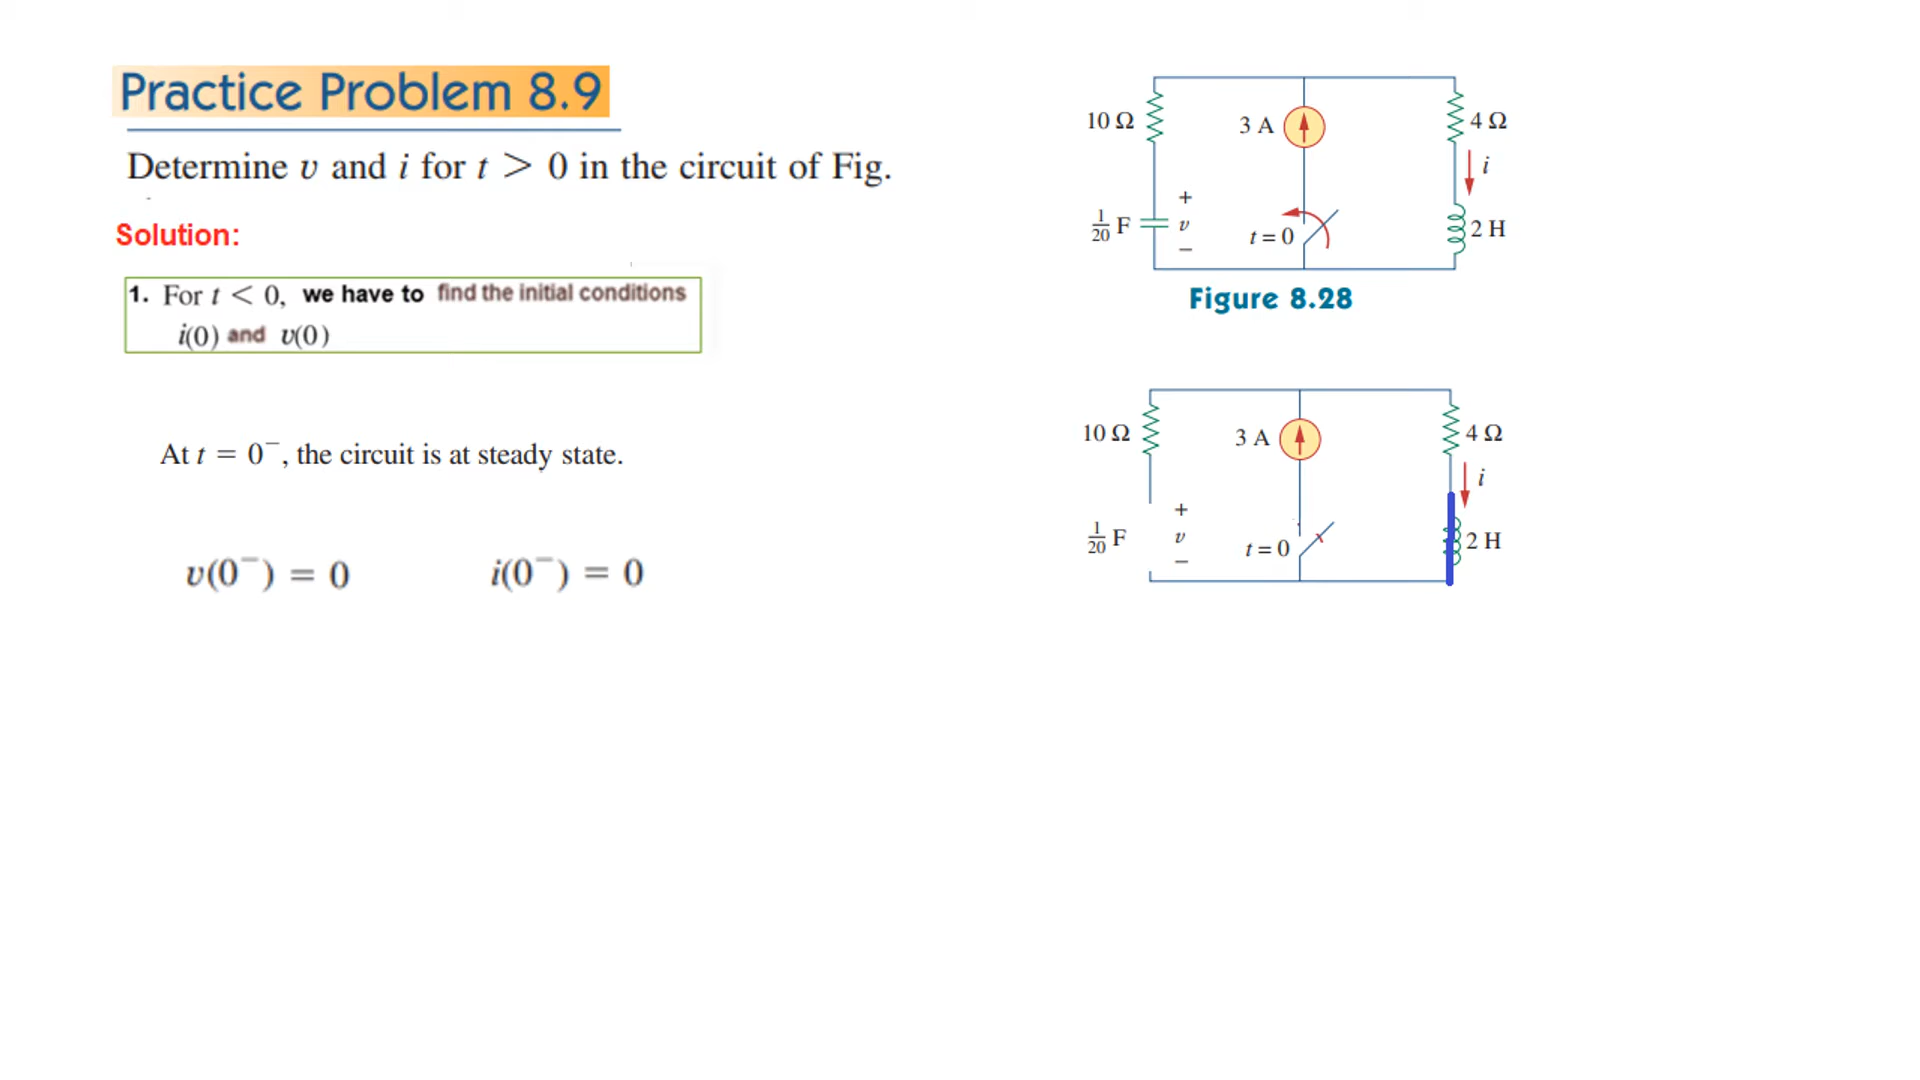 Practice Problem 8.9
Determine v and i for t > 0 in the circuit of Fig.
Solution:
1. For t < 0, we have to find the initial conditions
i(0) and v(0)
At t = 0⁻, the circuit is at steady state.
v(0⁻) = 0 i(0⁻) = 0
10 Ω 3 A 4 Ω
i
+
1/20 F v t = 0 2 H
−
Figure 8.28
10 Ω 3 A 4 Ω
i
+
1/20 F v t = 0 2 H
−